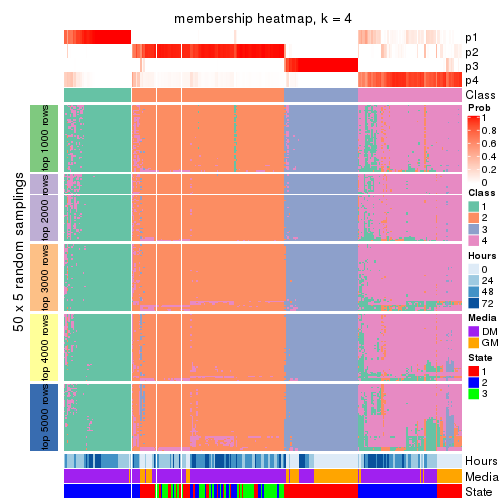 membership heatmap, k = 4
p1
p2
p3
p4
Class
50 x 5 random samplings
top 1000 rows
top 2000 rows
top 3000 rows
top 4000 rows
top 5000 rows
Hours
Media
State
Prob
1
0.8
0.6
0.4
0.2
0
Class
1
2
3
4
Hours
0
24
48
72
Media
DM
GM
State
1
2
3